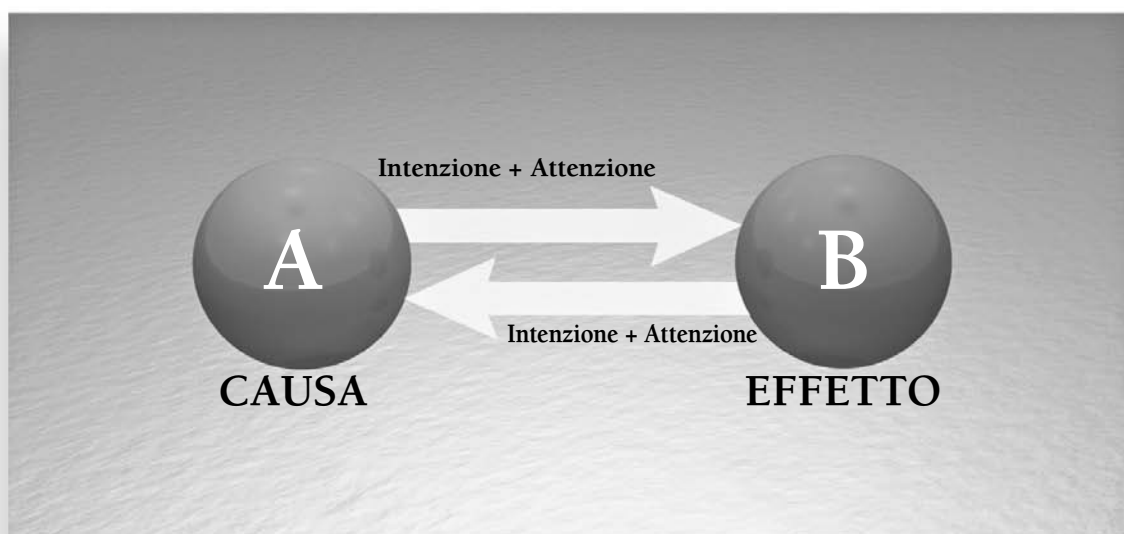 Intenzione + Attenzione
A
B
Intenzione + Attenzione
CAUSA
EFFETTO